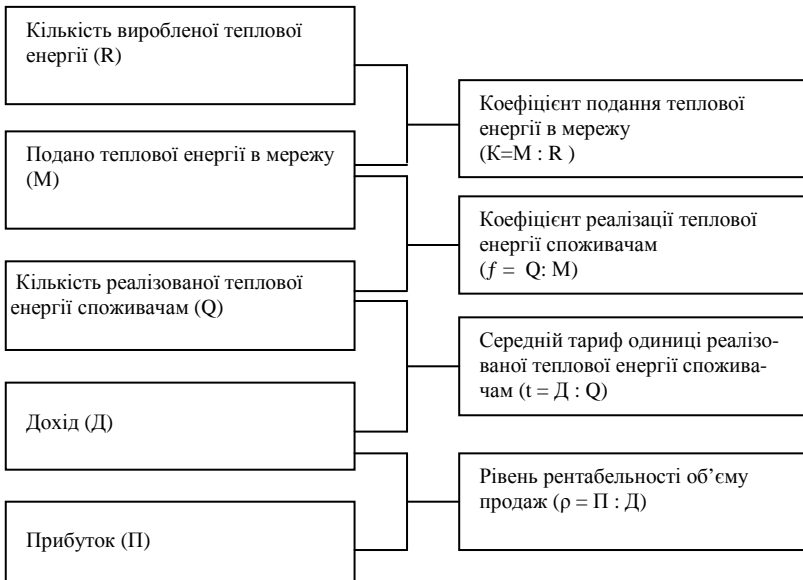 Кількість виробленої теплової
енергії (R)
Подано теплової енергії в мережу
(М)
Кількість реалізованої теплової
енергії споживачам (Q)
Дохід (Д)
Прибуток (П)
Коефіцієнт подання теплової
енергії в мережу
(К=М : R )
Коефіцієнт реалізації теплової
енергії споживачам
(f = Q: М)
Середній тариф одиниці реалізо-
ваної теплової енергії спожива-
чам (t = Д : Q)
Рівень рентабельності об’єму
продаж (ρ = П : Д)